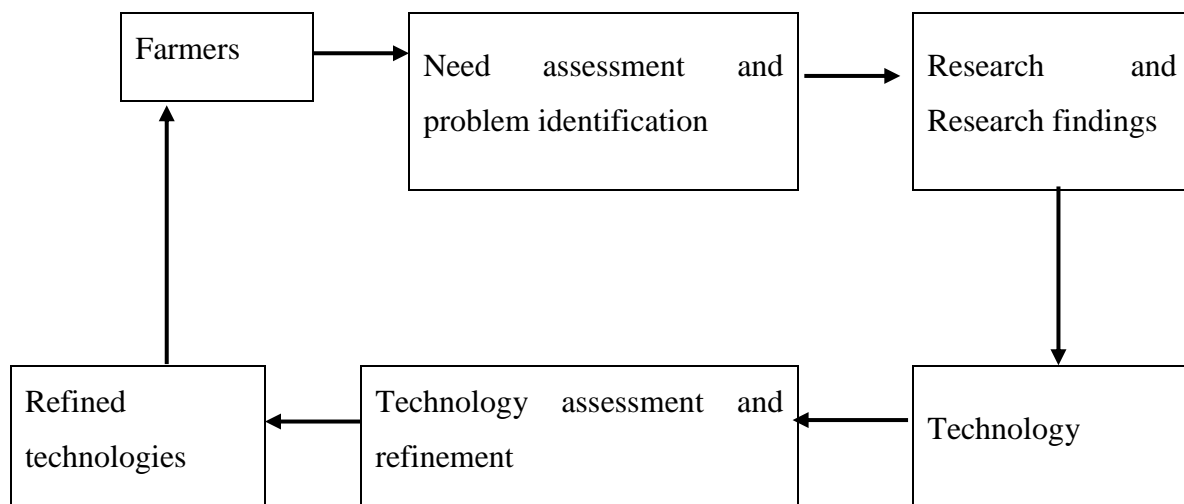 Farmers
Need assessment and
problem identification
Research and
Research findings
Refined
technologies
Technology assessment and
refinement
Technology